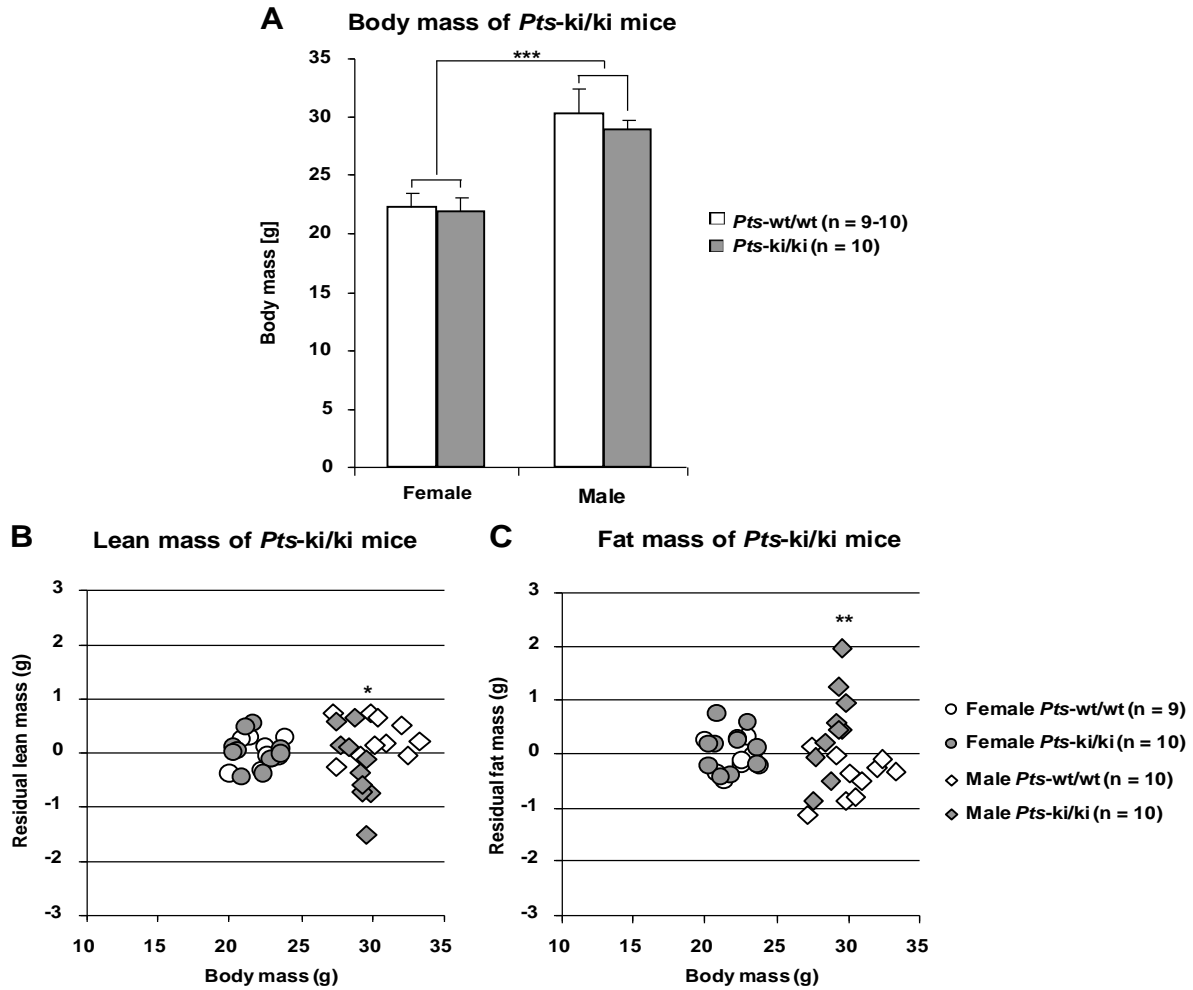 A Body mass of Pts-ki/ki mice
35
30
25
20
15
10
5
0
Body mass [g]
***
Female Male
Pts-wt/wt (n = 9-10)
Pts-ki/ki (n = 10)
B Lean mass of Pts-ki/ki mice
3
2
1
0
-1
-2
-3
Residual lean mass (g)
*
10 15 20 25 30 35
Body mass (g)
C Fat mass of Pts-ki/ki mice
3
2
1
0
-1
-2
-3
Residual fat mass (g)
**
10 15 20 25 30 35
Body mass (g)
Female Pts-wt/wt (n = 9)
Female Pts-ki/ki (n = 10)
Male Pts-wt/wt (n = 10)
Male Pts-ki/ki (n = 10)